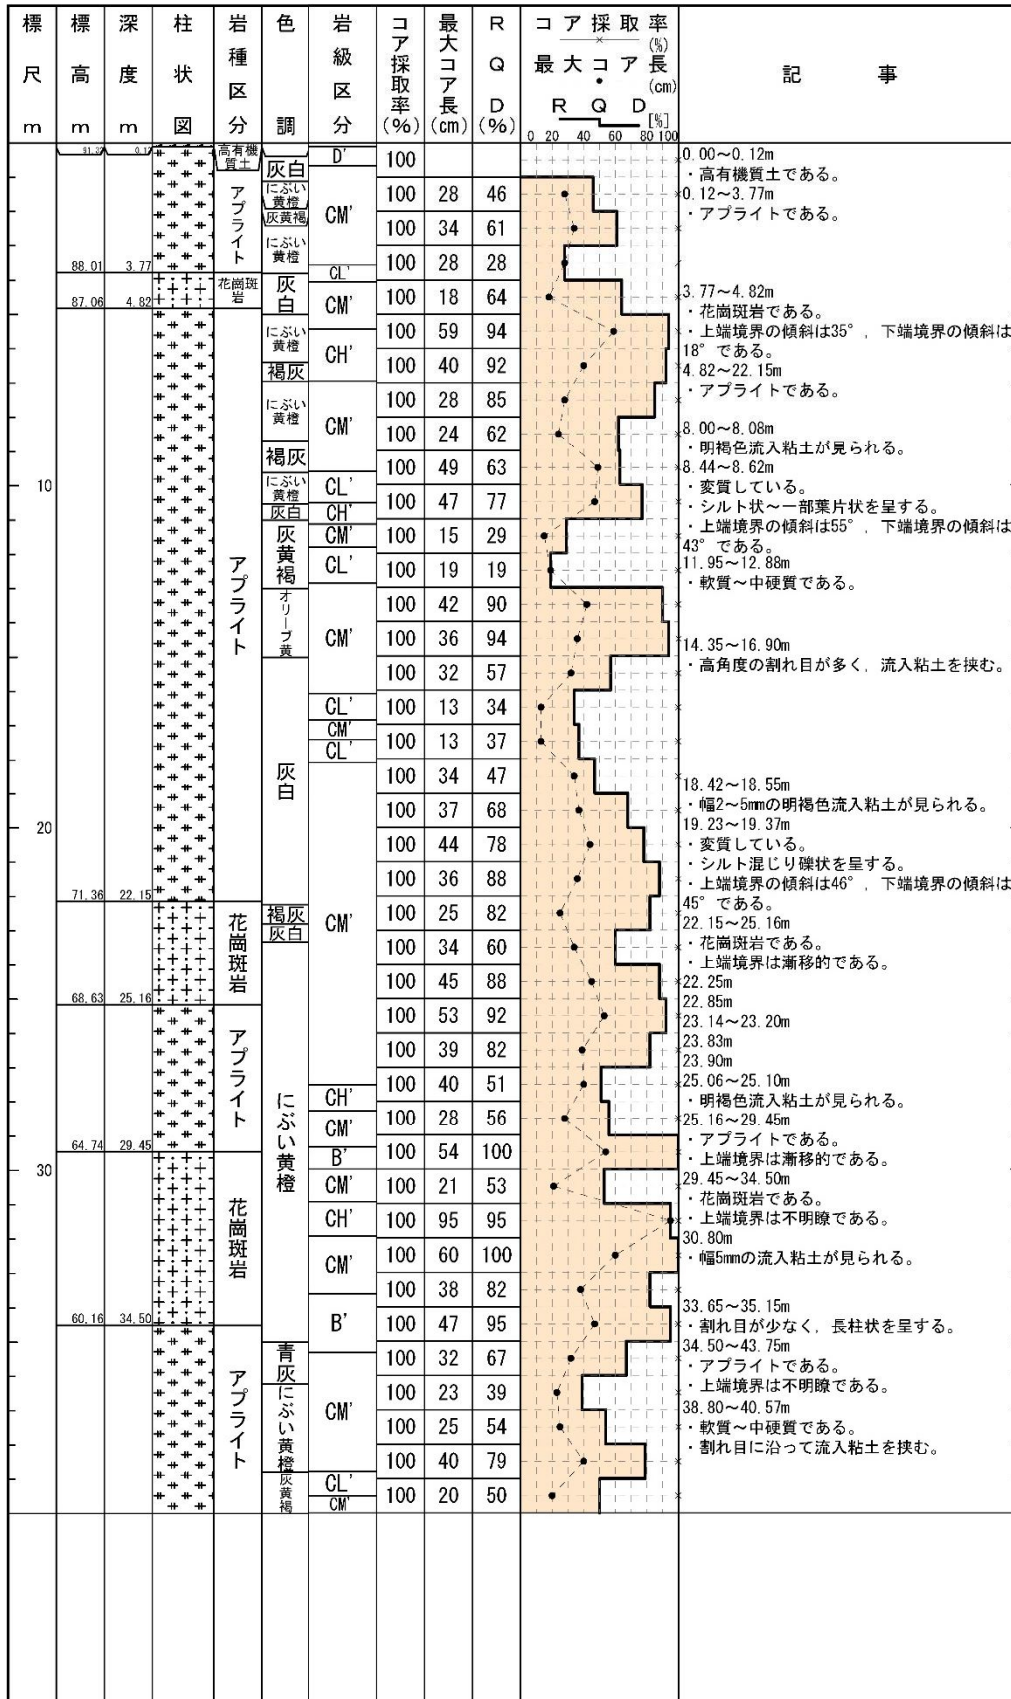 標尺m
標高m
深度m
柱状図
岩種区分
色調
岩級区分
コア採取率(%)
最大コア長(cm)
RQD(%)
コア採取率(%)
最大コア長(cm)
RQD[%]
0 20 40 60 80 100
10
20
30
88.01 3.77
87.06 4.82
71.36 22.15
68.63 25.16
64.74 29.45
60.16 34.50
高有機質土
アプライト
花崗斑岩
アプライト
花崗斑岩
アプライト
花崗斑岩
アプライト
灰白
にぶい黄橙
灰黄褐
にぶい黄橙
灰白
にぶい黄橙
褐灰
にぶい黄橙
褐灰
にぶい黄橙
灰白
灰黄褐
オリーブ黄
灰白
褐灰
灰白
にぶい黄橙
青灰
にぶい黄橙
灰黄褐
D'
CM'
CL'
CM'
CH'
CM'
CL'
CH'
CM'
CL'
CM'
CL'
CM'
CL'
CM'
CH'
CM'
B'
CM'
CH'
CM'
B'
CM'
CL'
CM'
100
100 28 46
100 34 61
100 28 28
100 18 64
100 59 94
100 40 92
100 28 85
100 24 62
100 49 63
100 47 77
100 15 29
100 19 19
100 42 90
100 36 94
100 32 57
100 13 34
100 13 37
100 34 47
100 37 68
100 44 78
100 36 88
100 25 82
100 34 60
100 45 88
100 53 92
100 39 82
100 40 51
100 28 56
100 54 100
100 21 53
100 95 95
100 60 100
100 38 82
100 47 95
100 32 67
100 23 39
100 25 54
100 40 79
100 20 50
記事
0.00～0.12m
・高有機質土である。
0.12～3.77m
・アプライトである。
3.77～4.82m
・花崗斑岩である。
・上端境界の傾斜は35°，下端境界の傾斜は
18°である。
4.82～22.15m
・アプライトである。
8.00～8.08m
・明褐色流入粘土が見られる。
8.44～8.62m
・変質している。
・シルト状～一部葉片状を呈する。
・上端境界の傾斜は55°，下端境界の傾斜は
43°である。
11.95～12.88m
・軟質～中硬質である。
14.35～16.90m
・高角度の割れ目が多く，流入粘土を挟む。
18.42～18.55m
・幅2～5mmの明褐色流入粘土が見られる。
19.23～19.37m
・変質している。
・シルト混じり礫状を呈する。
・上端境界の傾斜は46°，下端境界の傾斜は
45°である。
22.15～25.16m
・花崗斑岩である。
・上端境界は漸移的である。
22.25m
22.85m
23.14～23.20m
23.83m
23.90m
25.06～25.10m
・明褐色流入粘土が見られる。
25.16～29.45m
・アプライトである。
・上端境界は漸移的である。
29.45～34.50m
・花崗斑岩である。
・上端境界は不明瞭である。
30.80m
・幅5mmの流入粘土が見られる。
33.65～35.15m
・割れ目が少なく，長柱状を呈する。
34.50～43.75m
・アプライトである。
・上端境界は不明瞭である。
38.80～40.57m
・軟質～中硬質である。
・割れ目に沿って流入粘土を挟む。